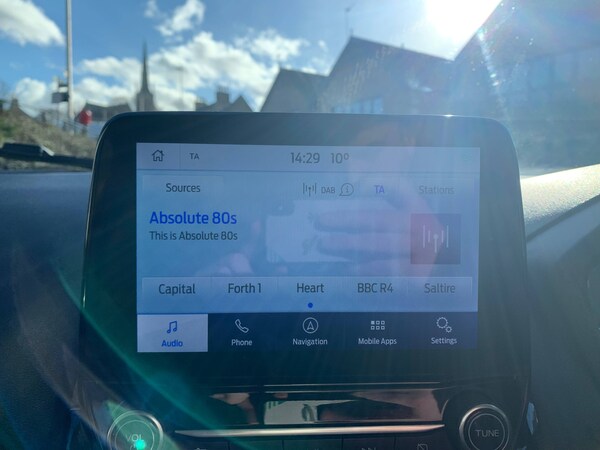 TA 14:29 10°
Sources DAB TA Stations
Absolute 80s
This is Absolute 80s
Capital Forth 1 Heart BBC R4 Saltire
Audio Phone Navigation Mobile Apps Settings
VOL TUNE